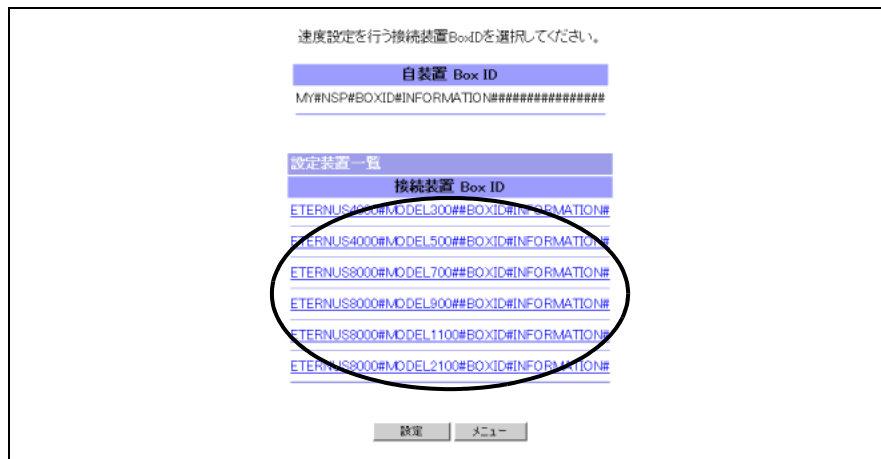 速度設定を行う接続装置BoxIDを選択してください。
自装置 Box ID
MY#NSP#BOXID#INFORMATION################
設定装置一覧
接続装置 Box ID
ETERNUS4000#MODEL300##BOXID#INFORMATION#
ETERNUS4000#MODEL500##BOXID#INFORMATION#
ETERNUS8000#MODEL700##BOXID#INFORMATION#
ETERNUS8000#MODEL900##BOXID#INFORMATION#
ETERNUS8000#MODEL1100#BOXID#INFORMATION#
ETERNUS8000#MODEL2100#BOXID#INFORMATION#
設定 メニュー